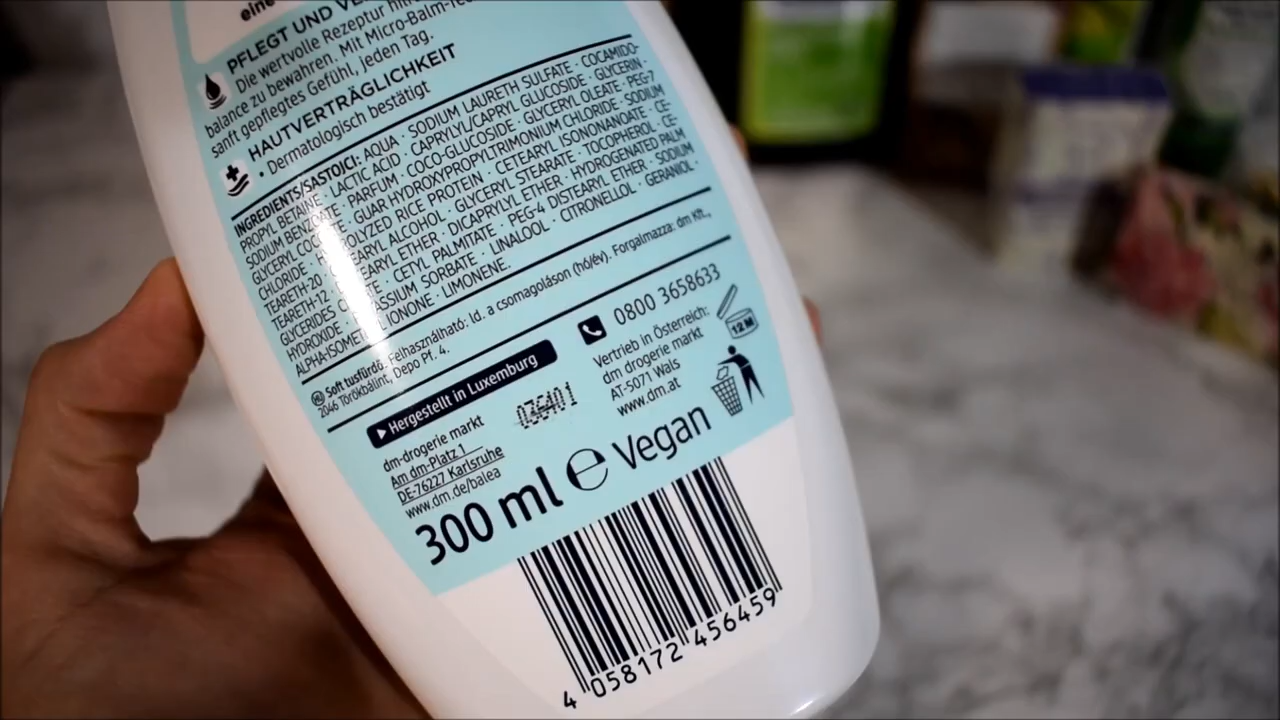 eine
PFLEGT UND
Die wertvolle Rezeptur
balance zu bewahren. Mit Micro-Balm-
sanft gepflegtes Gefühl, jeden Tag.
HAUTVERTRÄGLICHKEIT
• Dermatologisch bestätigt
INGREDIENTS/SASTOJCI: AQUA · SODIUM LAURETH SULFATE · COCAMIDO-
PROPYL BETAINE · LACTIC ACID · CAPRYLYL/CAPRYL GLUCOSIDE · GLYCERIN ·
SODIUM BENZOATE · PARFUM · COCO-GLUCOSIDE · GLYCERYL OLEATE · PEG-7
GLYCERYL COCOATE · GUAR HYDROXYPROPYLTRIMONIUM CHLORIDE · SODIUM
CHLORIDE · HYDROLYZED RICE PROTEIN · CETEARYL ISONONANOATE · CE-
TEARETH-20 · CETEARYL ALCOHOL · GLYCERYL STEARATE · TOCOPHEROL · CE-
TEARETH-12 · STEARYL ETHER · DICAPRYLYL ETHER · HYDROGENATED PALM
GLYCERIDES CITRATE · CETYL PALMITATE · PEG-4 DISTEARYL ETHER · SODIUM
HYDROXIDE · POTASSIUM SORBATE · LINALOOL · CITRONELLOL · GERANIOL ·
ALPHA-ISOMETHYL IONONE · LIMONENE.
HU Soft tusfürdő. Felhasználható: ld. a csomagoláson (hó/év). Forgalmazza: dm Kft.,
2046 Törökbálint, Depo Pf. 4.
Hergestellt in Luxemburg
0800 3658633
dm-drogerie markt
Am dm-Platz 1
DE-76227 Karlsruhe
www.dm.de/balea
Vertrieb in Österreich:
dm drogerie markt
AT-5071 Wals
www.dm.at
12 M
300 ml ℮ Vegan
4 058172 456459